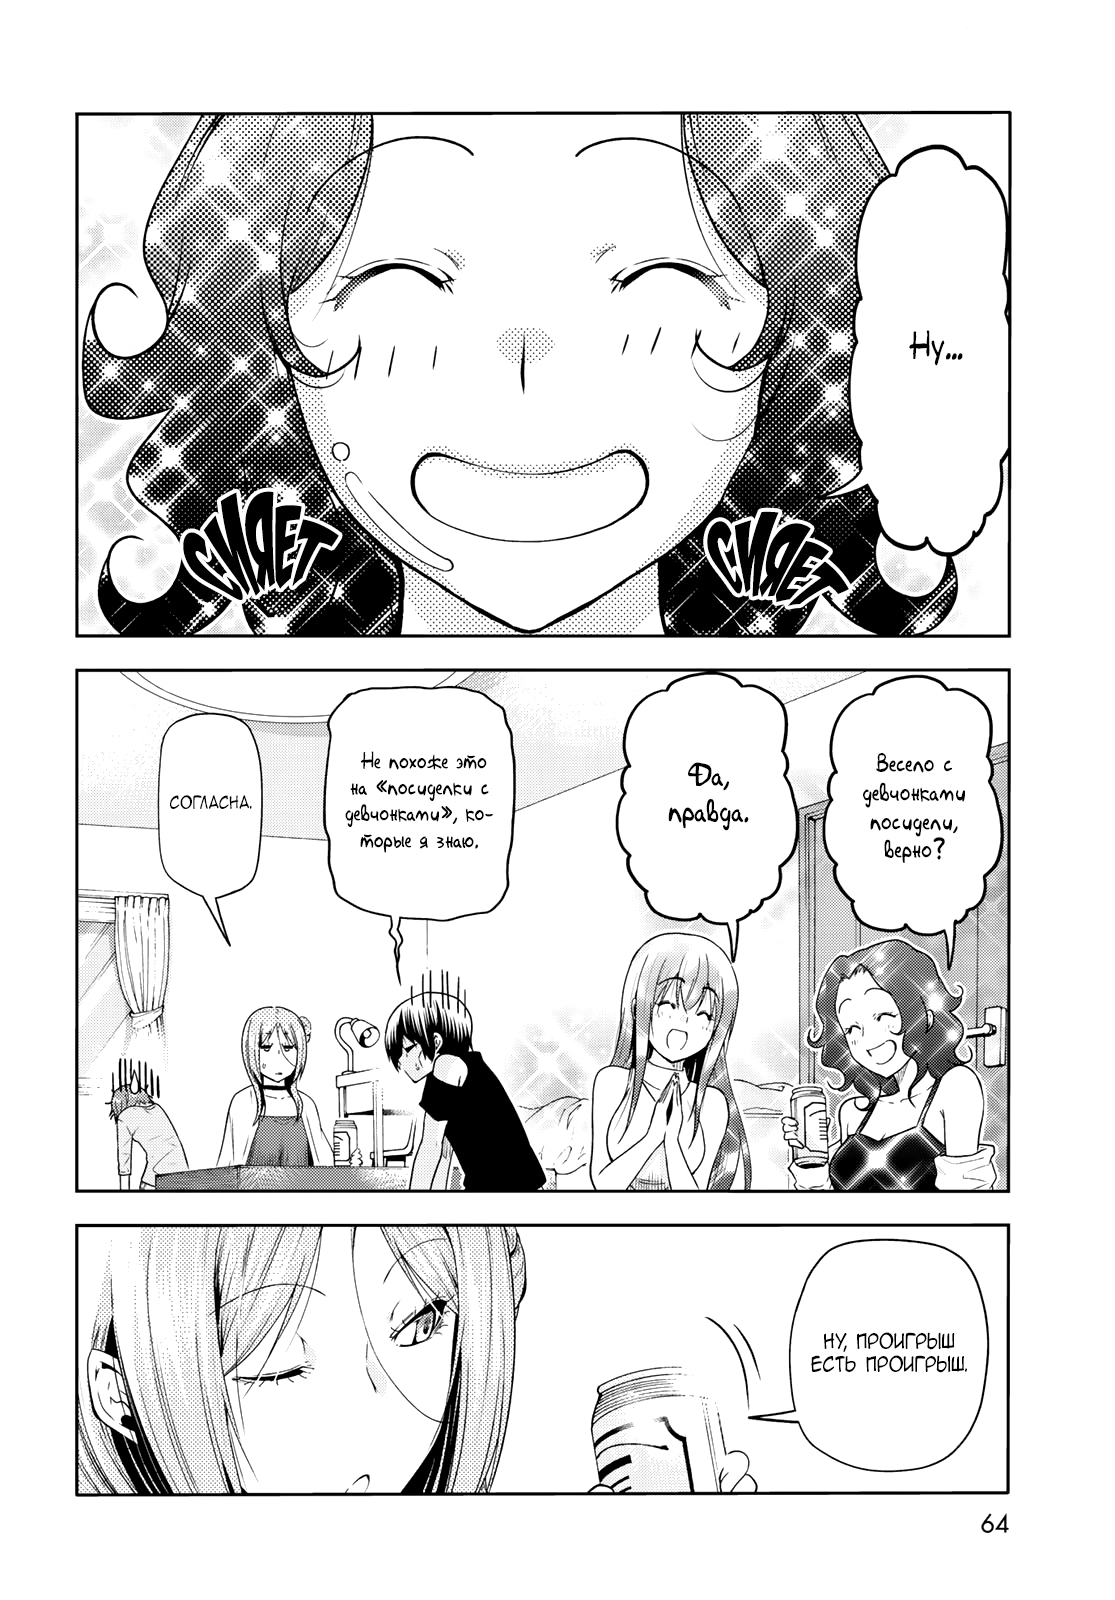 Ну...
СИЯЕТ
СИЯЕТ
Весело с
девчонками
посидели,
верно?
Да,
правда.
Не похоже это
на «посиделки с
девчонками», ко-
торые я знаю.
СОГЛАСНА.
НУ, ПРОИГРЫШ
ЕСТЬ ПРОИГРЫШ.
64